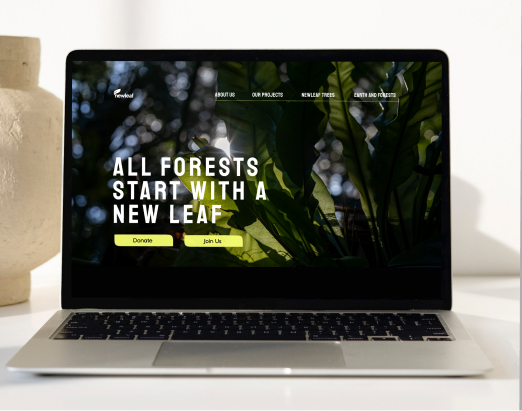 newleaf
ABOUT US OUR PROJECTS NEWLEAF TREES EARTH AND FORESTS
ALL FORESTS
START WITH A
NEW LEAF
Donate Join Us